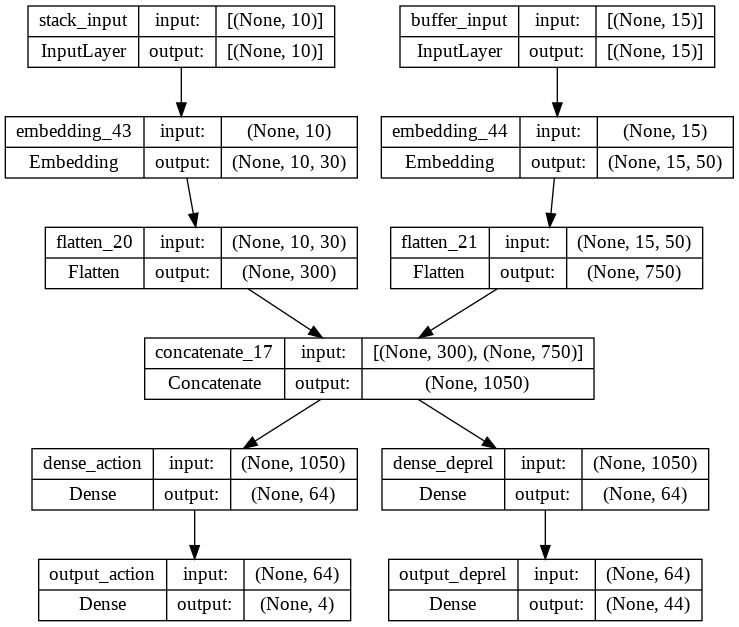 stack_input input: [(None, 10)]
InputLayer output: [(None, 10)]
buffer_input input: [(None, 15)]
InputLayer output: [(None, 15)]
embedding_43 input: (None, 10)
Embedding output: (None, 10, 30)
embedding_44 input: (None, 15)
Embedding output: (None, 15, 50)
flatten_20 input: (None, 10, 30)
Flatten output: (None, 300)
flatten_21 input: (None, 15, 50)
Flatten output: (None, 750)
concatenate_17 input: [(None, 300), (None, 750)]
Concatenate output: (None, 1050)
dense_action input: (None, 1050)
Dense output: (None, 64)
dense_deprel input: (None, 1050)
Dense output: (None, 64)
output_action input: (None, 64)
Dense output: (None, 4)
output_deprel input: (None, 64)
Dense output: (None, 44)